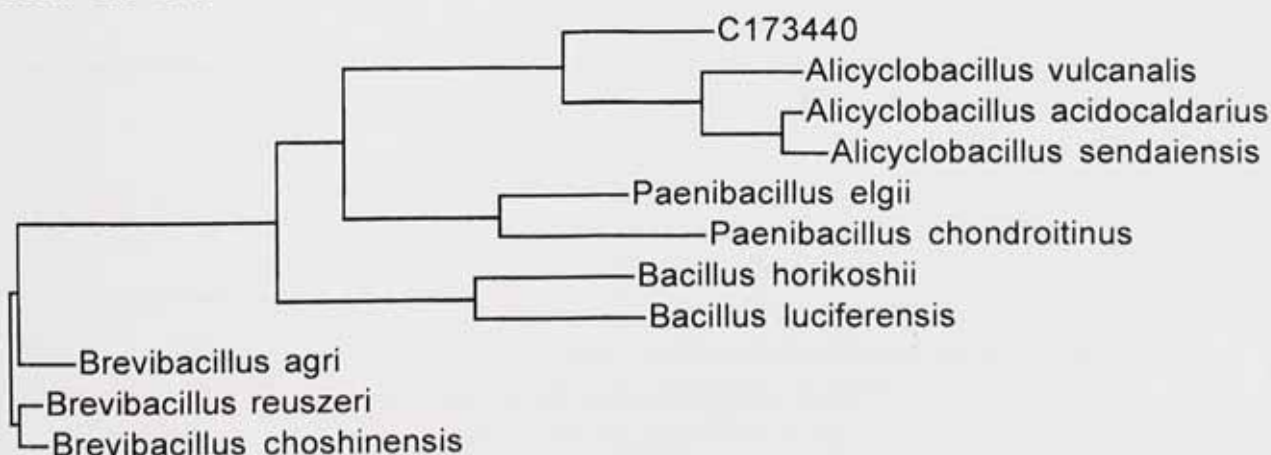 C173440
Alicyclobacillus vulcanalis
Alicyclobacillus acidocaldarius
Alicyclobacillus sendaiensis
Paenibacillus elgii
Paenibacillus chondroitinus
Bacillus horikoshii
Bacillus luciferensis
Brevibacillus agri
Brevibacillus reuszeri
Brevibacillus choshinensis